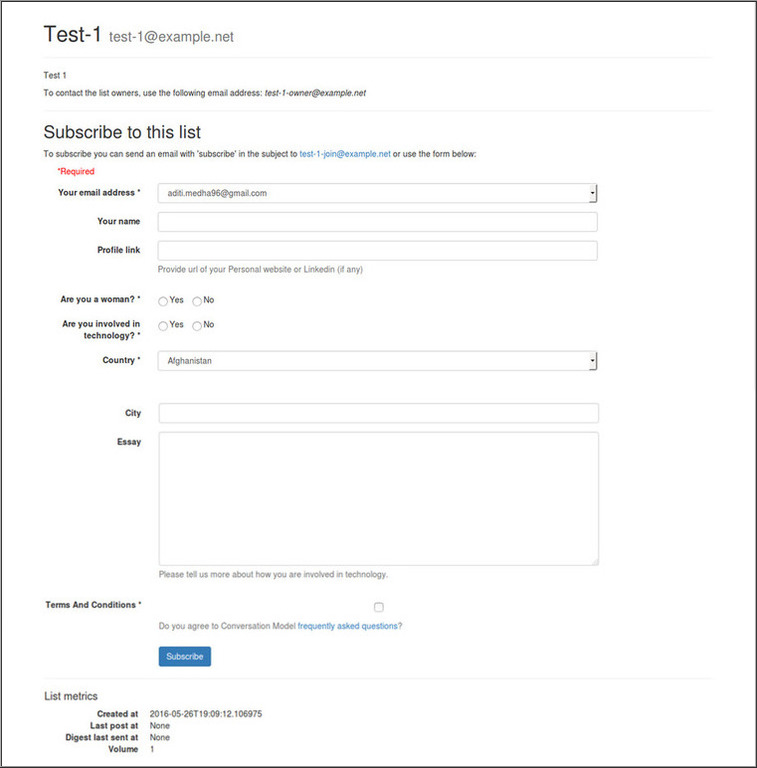 Test-1 test-1@example.net
Test 1
To contact the list owners, use the following email address: test-1-owner@example.net
Subscribe to this list
To subscribe you can send an email with 'subscribe' in the subject to test-1-join@example.net or use the form below:
*Required
Your email address * aditi.medha96@gmail.com
Your name
Profile link
Provide url of your Personal website or Linkedin (if any)
Are you a woman? * Yes No
Are you involved in technology? * Yes No
Country * Afghanistan
City
Essay
Please tell us more about how you are involved in technology.
Terms And Conditions *
Do you agree to Conversation Model frequently asked questions?
Subscribe
List metrics
Created at 2016-05-26T19:09:12.106975
Last post at None
Digest last sent at None
Volume 1